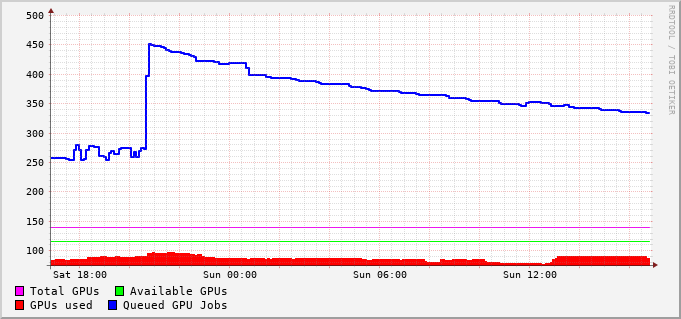 500
450
400
350
300
250
200
150
100
Sat 18:00 Sun 00:00 Sun 06:00 Sun 12:00
Total GPUs Available GPUs
GPUs used Queued GPU Jobs
RRDTOOL / TOBI OETIKER